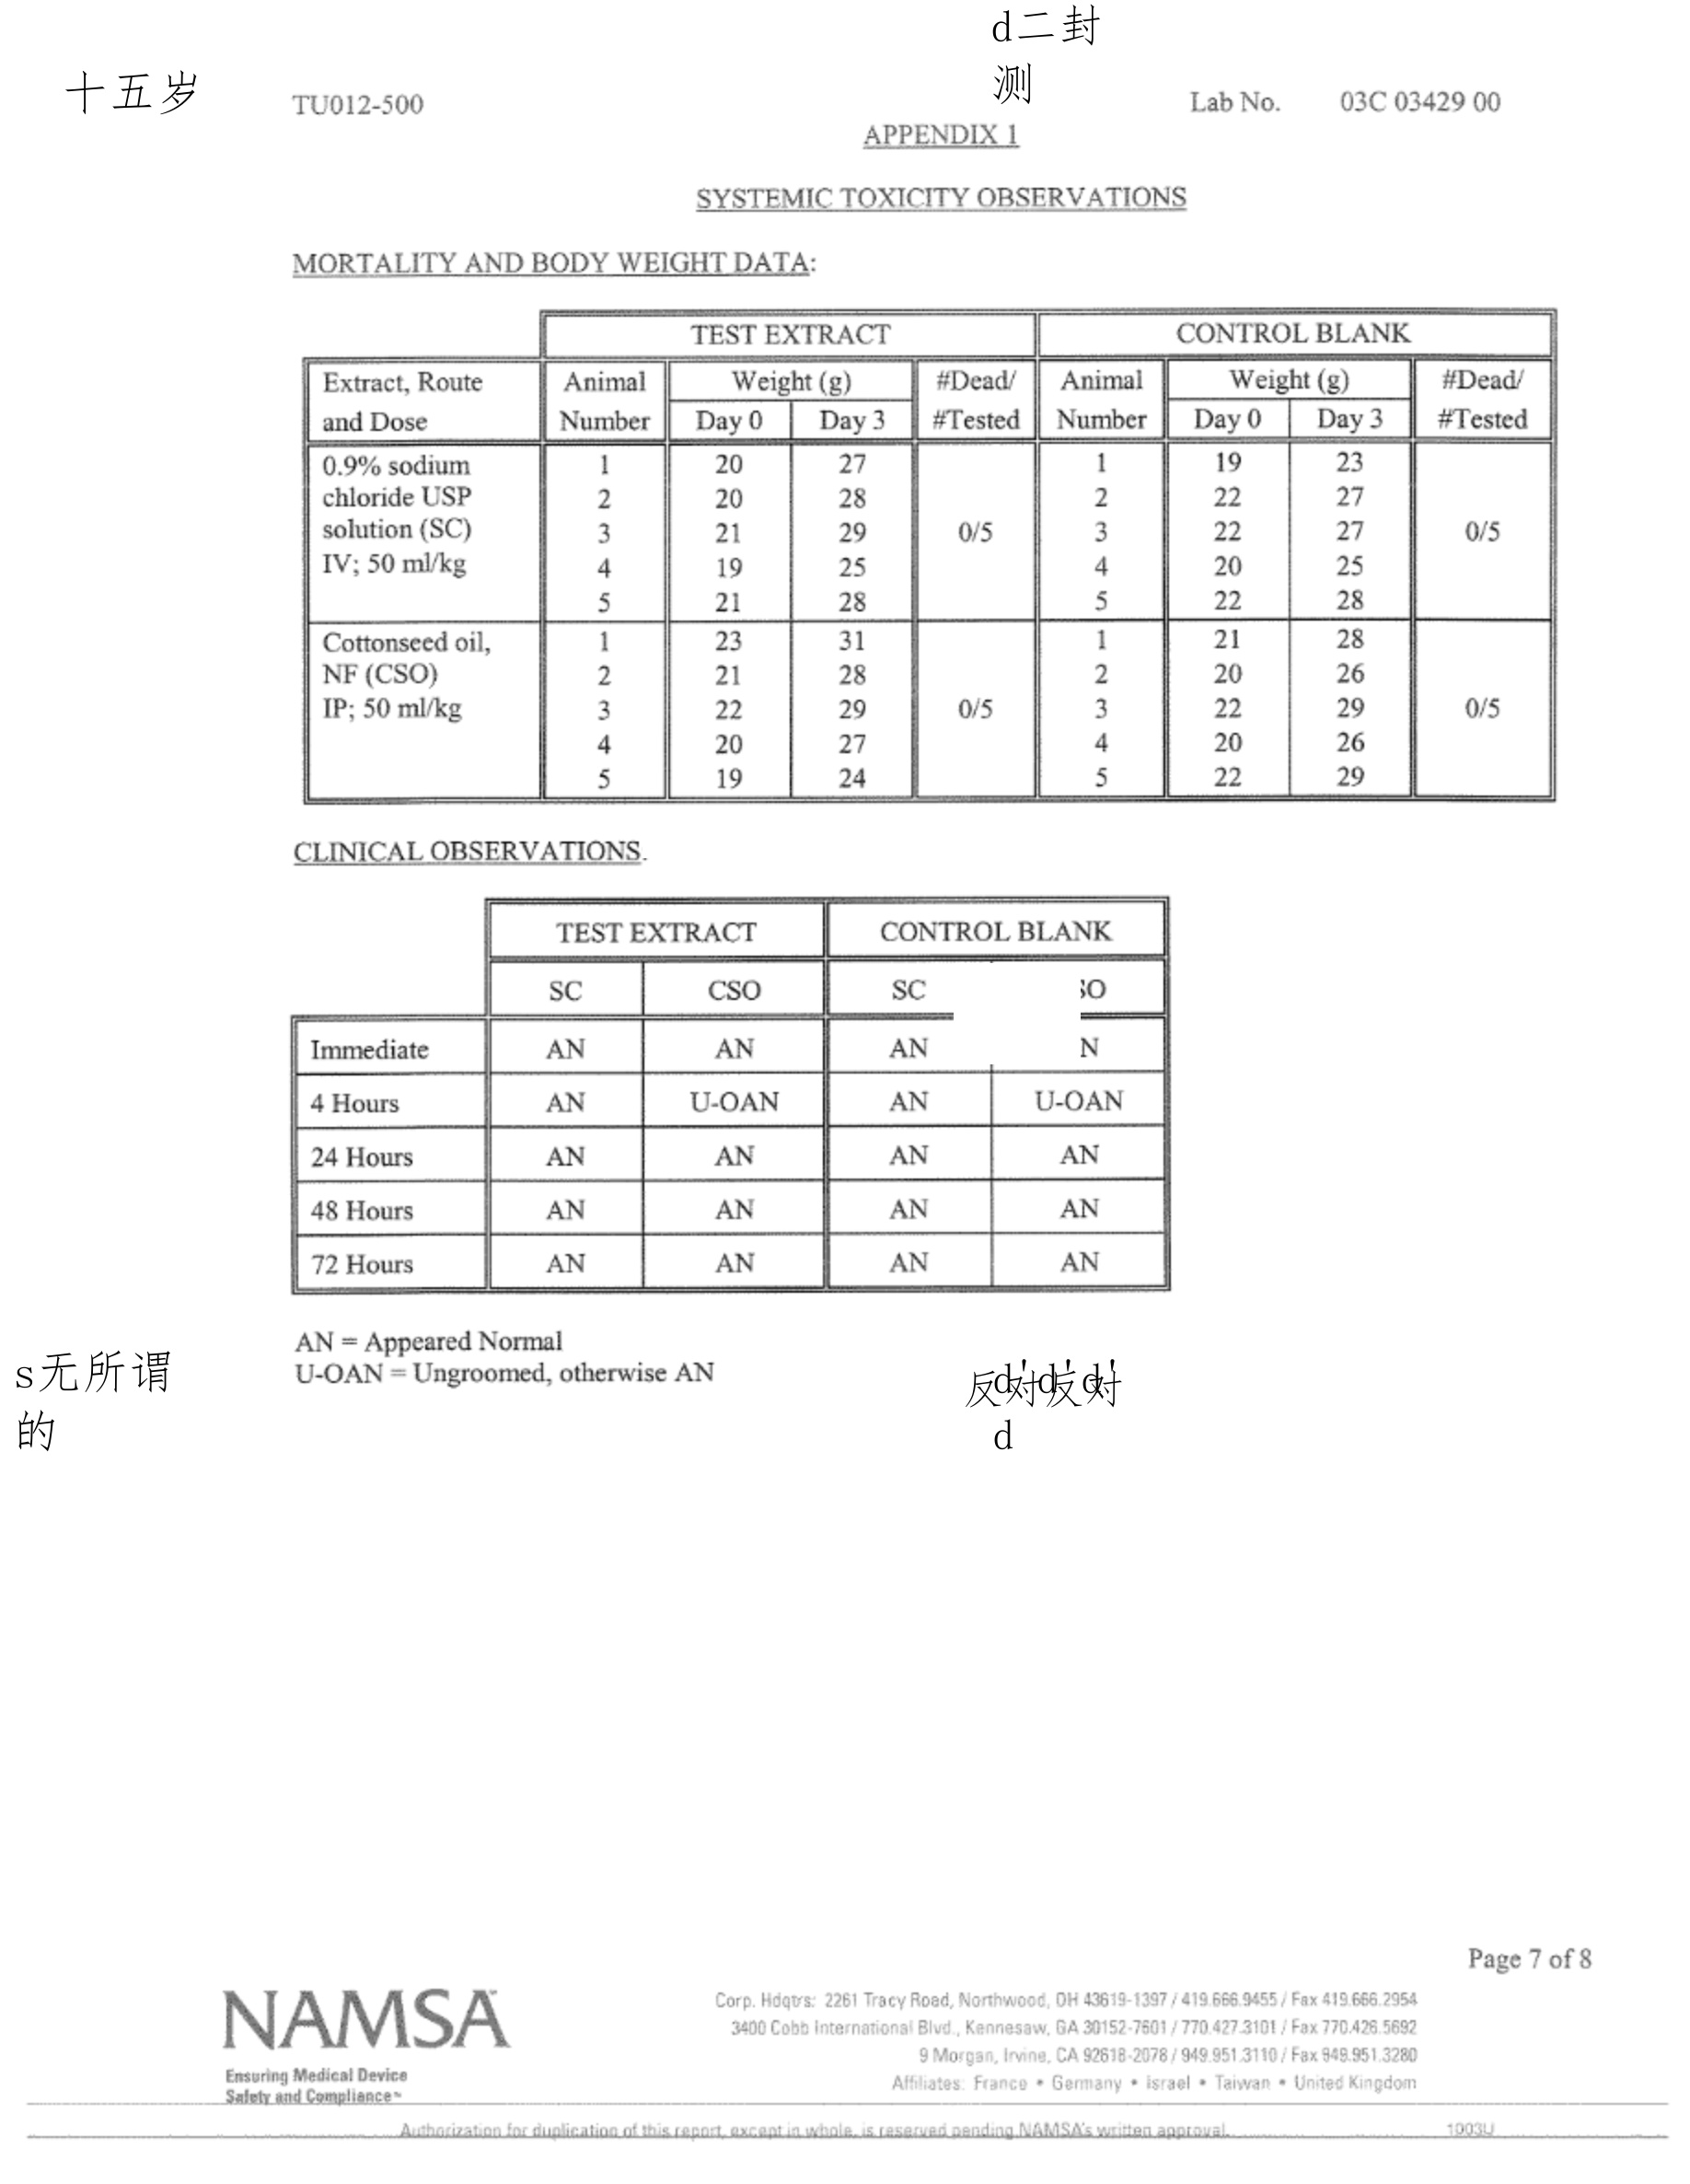 d二封
测
十五岁
TU012-500
Lab No. 03C 03429 00
APPENDIX 1
SYSTEMIC TOXICITY OBSERVATIONS
MORTALITY AND BODY WEIGHT DATA:
TEST EXTRACT CONTROL BLANK
Extract, Route Animal Weight (g) #Dead/ Animal Weight (g) #Dead/
and Dose Number Day 0 Day 3 #Tested Number Day 0 Day 3 #Tested
0.9% sodium 1 20 27 1 19 23
chloride USP 2 20 28 2 22 27
solution (SC) 3 21 29 0/5 3 22 27 0/5
IV; 50 ml/kg 4 19 25 4 20 25
5 21 28 5 22 28
Cottonseed oil, 1 23 31 1 21 28
NF (CSO) 2 21 28 2 20 26
IP; 50 ml/kg 3 22 29 0/5 3 22 29 0/5
4 20 27 4 20 26
5 19 24 5 22 29
CLINICAL OBSERVATIONS.
TEST EXTRACT CONTROL BLANK
SC CSO SC SO
Immediate AN AN AN N
4 Hours AN U-OAN AN U-OAN
24 Hours AN AN AN AN
48 Hours AN AN AN AN
72 Hours AN AN AN AN
AN = Appeared Normal
U-OAN = Ungroomed, otherwise AN
s无所谓
的
反对反对
d'd'd'
d
Page 7 of 8
NAMSA
Ensuring Medical Device
Safety and Compliance℠
Corp. Hdqtrs: 2261 Tracy Road, Northwood, OH 43619-1397 / 419.666.9455 / Fax 419.666.2954
3400 Cobb International Blvd., Kennesaw, GA 30152-7601 / 770.427.3101 / Fax 770.426.5692
9 Morgan, Irvine, CA 92618-2078 / 949.951.3110 / Fax 949.951.3280
Affiliates: France • Germany • Israel • Taiwan • United Kingdom
Authorization for duplication of this report, except in whole, is reserved pending NAMSA's written approval.
1003U